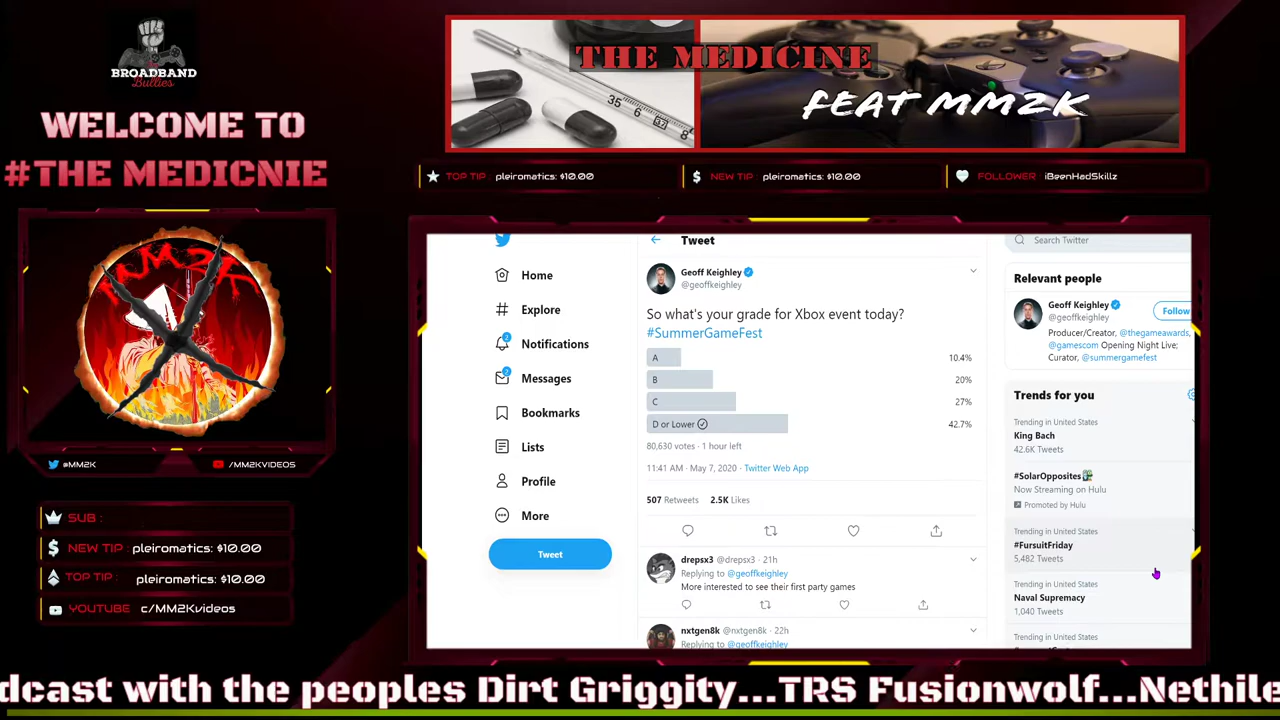 BROADBAND
Bullies
WELCOME TO
#THE MEDICNIE
MM2K
@MM2K
/MM2KVIDEOS
SUB :
NEW TIP : pleiromatics: $10.00
TOP TIP : pleiromatics: $10.00
YOUTUBE c/MM2Kvideos
THE MEDICINE
FEAT MM2K
35 6 37 8
TOP TIP pleiromatics: $10.00
NEW TIP pleiromatics: $10.00
FOLLOWER iBeenHadSkillz
Home
Explore
2
Notifications
2
Messages
Bookmarks
Lists
Profile
More
Tweet
Tweet
Geoff Keighley
@geoffkeighley
So what's your grade for Xbox event today?
#SummerGameFest
A 10.4%
B 20%
C 27%
D or Lower 42.7%
80,630 votes · 1 hour left
11:41 AM · May 7, 2020 · Twitter Web App
507 Retweets 2.5K Likes
drepsx3 @drepsx3 · 21h
Replying to @geoffkeighley
More interested to see their first party games
nxtgen8k @nxtgen8k · 22h
Replying to @geoffkeighley
Search Twitter
Relevant people
Geoff Keighley
@geoffkeighley
Follow
Producer/Creator, @thegameawards,
@gamescom Opening Night Live;
Curator, @summergamefest
Trends for you
Trending in United States
King Bach
42.6K Tweets
#SolarOpposites
Now Streaming on Hulu
Promoted by Hulu
Trending in United States
#FursuitFriday
5,482 Tweets
Trending in United States
Naval Supremacy
1,040 Tweets
Trending in United States
dcast with the peoples Dirt Griggity...TRS Fusionwolf...Nethile